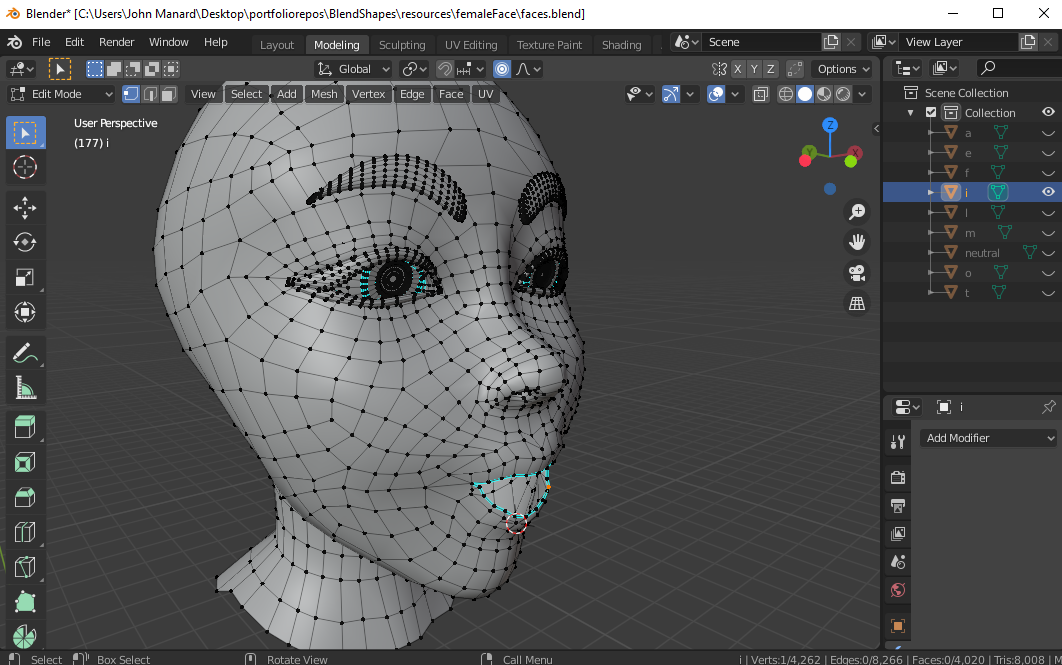 Blender* [C:\Users\John Manard\Desktop\portfoliorepos\BlendShapes\resources\femaleFace\faces.blend]
File Edit Render Window Help Layout Modeling Sculpting UV Editing Texture Paint Shading Scene View Layer
Global X Y Z Options
Edit Mode View Select Add Mesh Vertex Edge Face UV
User Perspective
(177) i
Z
Y X
Scene Collection
Collection
a
e
f
i
l
m
neutral
o
t
i
Add Modifier
Select Box Select Rotate View Call Menu i | Verts:1/4,262 | Edges:0/8,266 | Faces:0/4,020 | Tris:8,008 | M